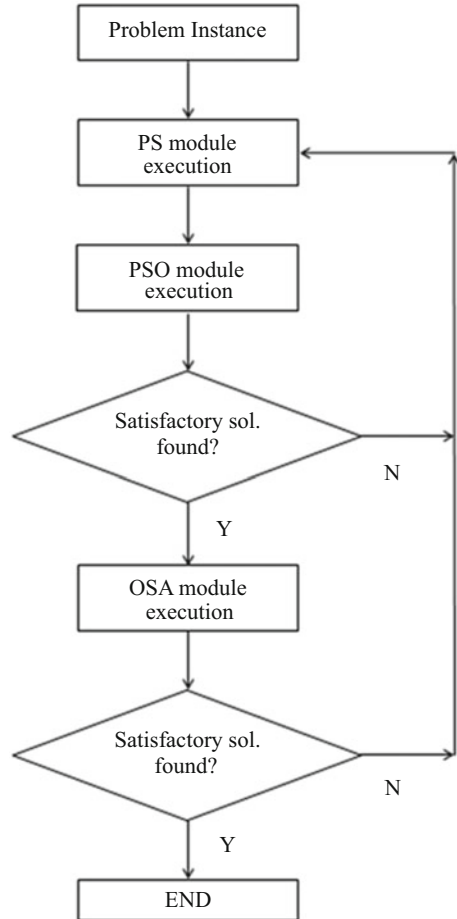 Problem Instance
PS module
execution
PSO module
execution
Satisfactory sol.
found?
N
Y
OSA module
execution
Satisfactory sol.
found?
N
Y
END